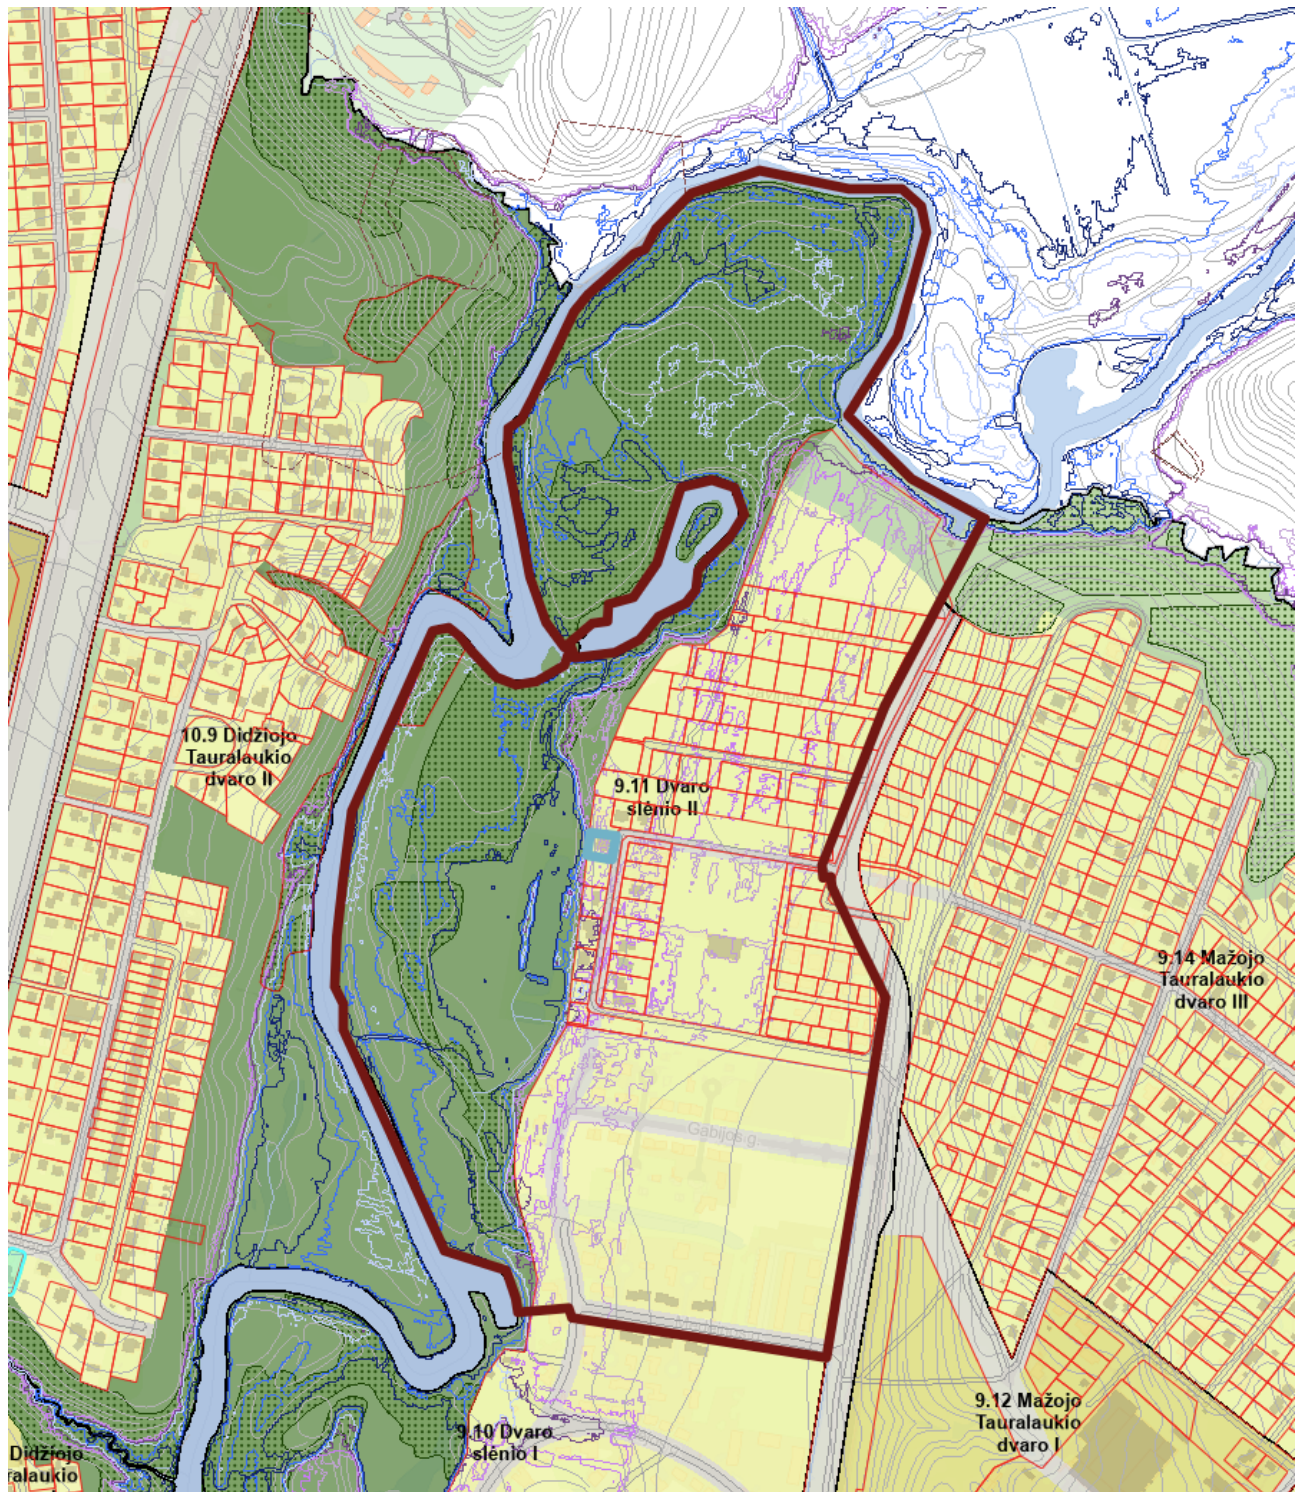 10.9 Didžiojo
Tauralaukio
dvaro II
9.11 Dvaro
slėnio II
9.14 Mažojo
Tauralaukio
dvaro III
Gabijos g.
9.12 Mažojo
Tauralaukio
dvaro I
9.10 Dvaro
slėnio I
Didžiojo
ralaukio